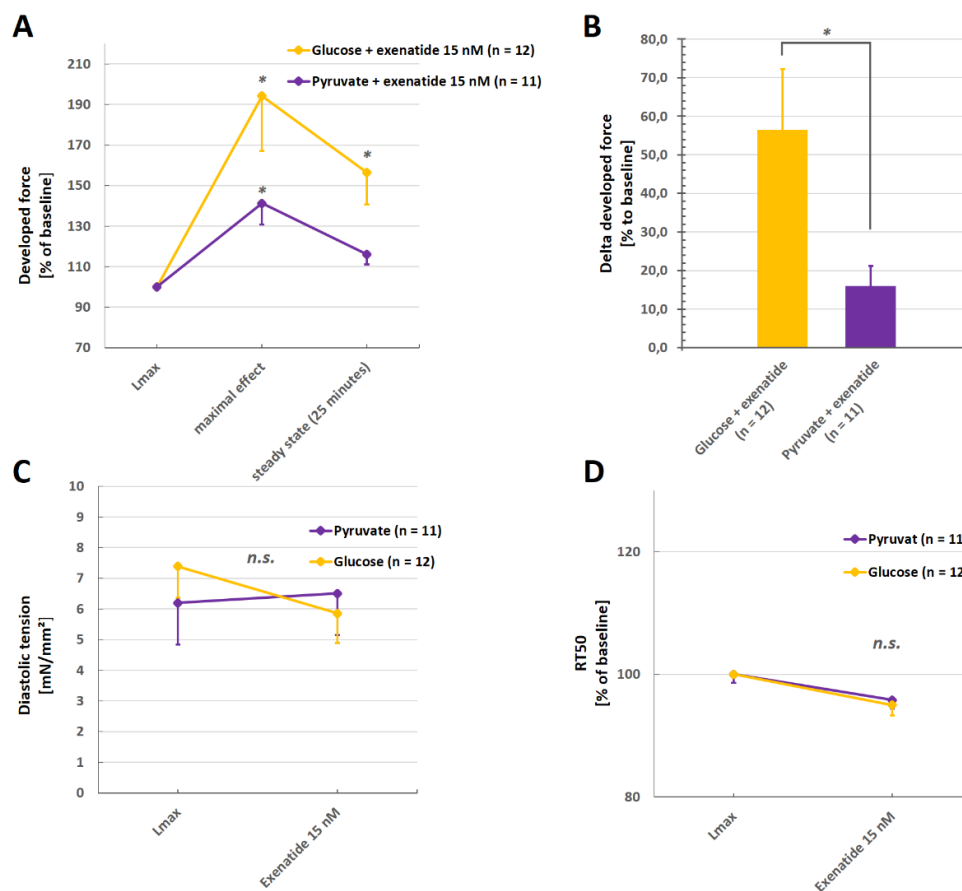 A
Glucose + exenatide 15 nM (n = 12)
Pyruvate + exenatide 15 nM (n = 11)
Developed force
[% of baseline]
210
190
170
150
130
110
90
70
*
*
*
Lmax
maximal effect
steady state (25 minutes)
B
Delta developed force
[% to baseline]
80,0
70,0
60,0
50,0
40,0
30,0
20,0
10,0
0,0
*
Glucose + exenatide
(n = 12)
Pyruvate + exenatide
(n = 11)
C
Diastolic tension
[mN/mm²]
10
9
8
7
6
5
4
3
2
1
0
Pyruvate (n = 11)
Glucose (n = 12)
n.s.
Lmax
Exenatide 15 nM
D
RT50
[% of baseline]
120
100
80
Pyruvat (n = 11
Glucose (n = 12
n.s.
Lmax
Exenatide 15 nM